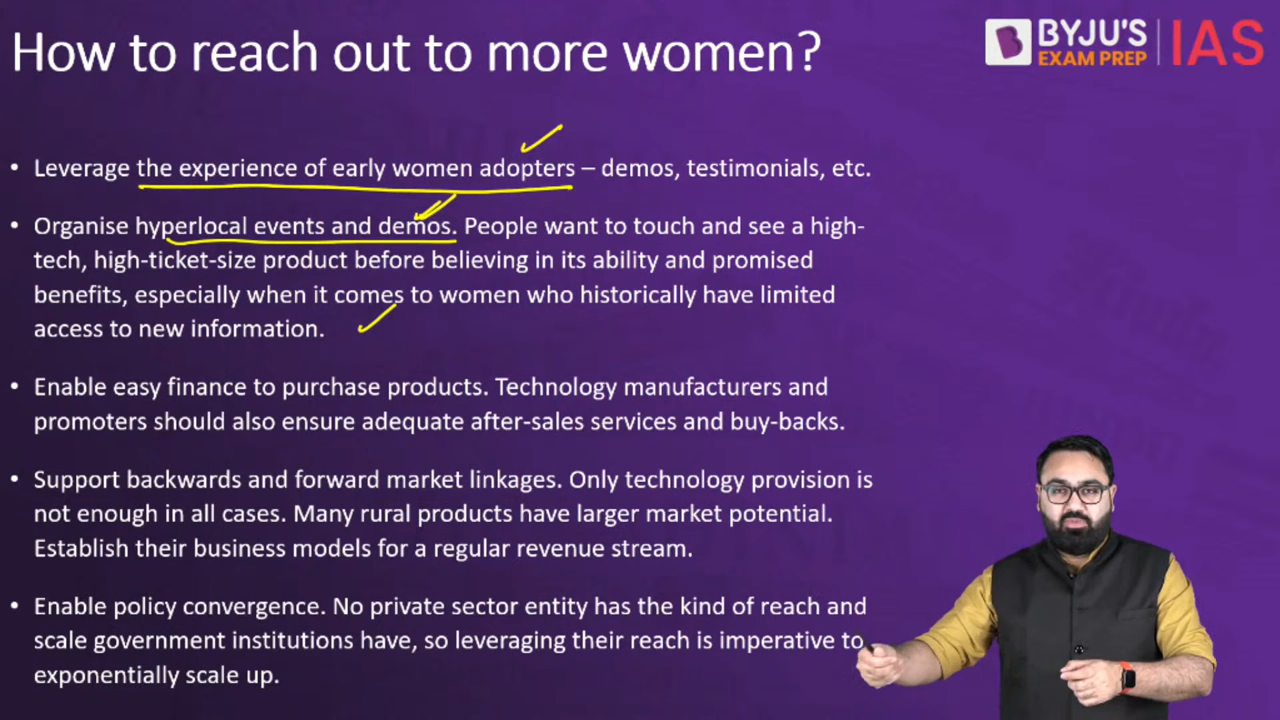 How to reach out to more women?
BYJU'S
EXAM PREP
IAS
• Leverage the experience of early women adopters – demos, testimonials, etc.
• Organise hyperlocal events and demos. People want to touch and see a high-
tech, high-ticket-size product before believing in its ability and promised
benefits, especially when it comes to women who historically have limited
access to new information.
• Enable easy finance to purchase products. Technology manufacturers and
promoters should also ensure adequate after-sales services and buy-backs.
• Support backwards and forward market linkages. Only technology provision is
not enough in all cases. Many rural products have larger market potential.
Establish their business models for a regular revenue stream.
• Enable policy convergence. No private sector entity has the kind of reach and
scale government institutions have, so leveraging their reach is imperative to
exponentially scale up.